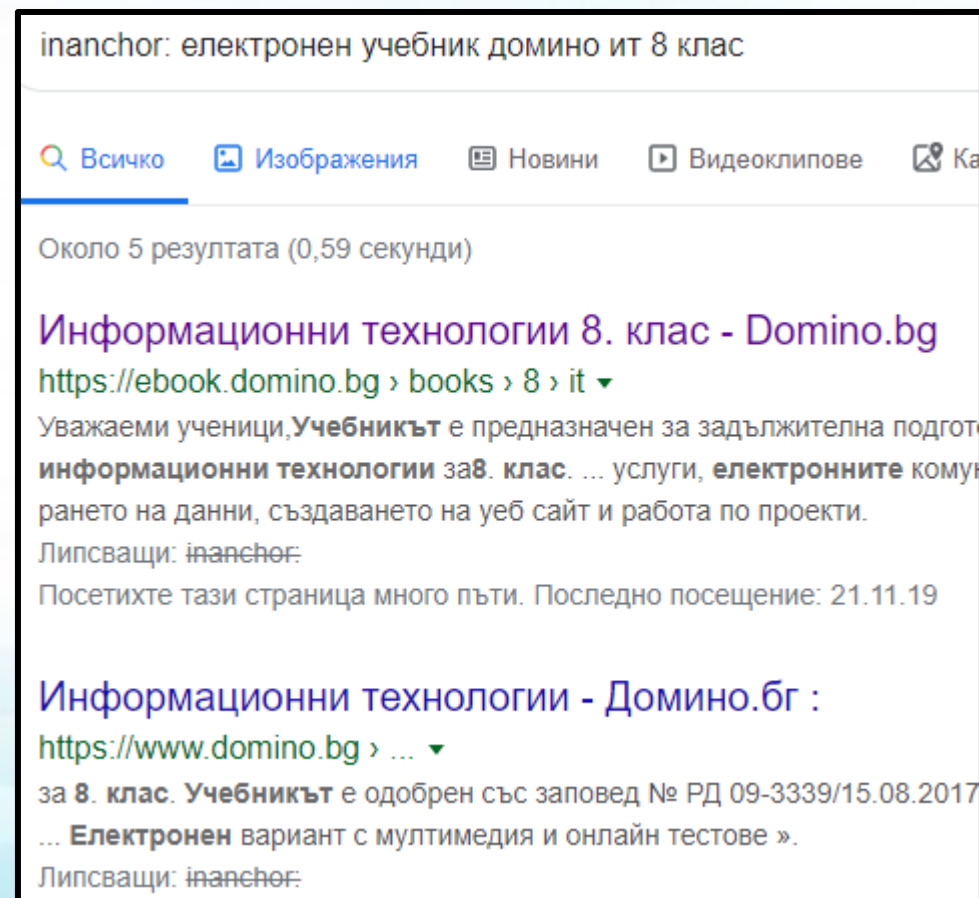 inanchor: електронен учебник домино ит 8 клас
Всичко Изображения Новини Видеоклипове Ка
Около 5 резултата (0,59 секунди)
Информационни технологии 8. клас - Domino.bg
https://ebook.domino.bg › books › 8 › it
Уважаеми ученици,Учебникът е предназначен за задължителна подгот
информационни технологии за8. клас. ... услуги, електронните комун
рането на данни, създаването на уеб сайт и работа по проекти.
Липсващи: inanchor:
Посетихте тази страница много пъти. Последно посещение: 21.11.19
Информационни технологии - Домино.бг :
https://www.domino.bg › ...
за 8. клас. Учебникът е одобрен със заповед № РД 09-3339/15.08.2017
... Електронен вариант с мултимедия и онлайн тестове ».
Липсващи: inanchor: